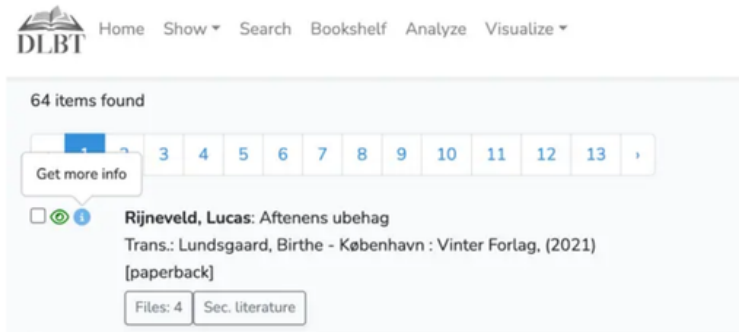 DLBT
Home Show Search Bookshelf Analyze Visualize
64 items found
1 2 3 4 5 6 7 8 9 10 11 12 13 ›
Get more info
Rijneveld, Lucas: Aftenens ubehag
Trans.: Lundsgaard, Birthe - København : Vinter Forlag, (2021)
[paperback]
Files: 4 Sec. literature